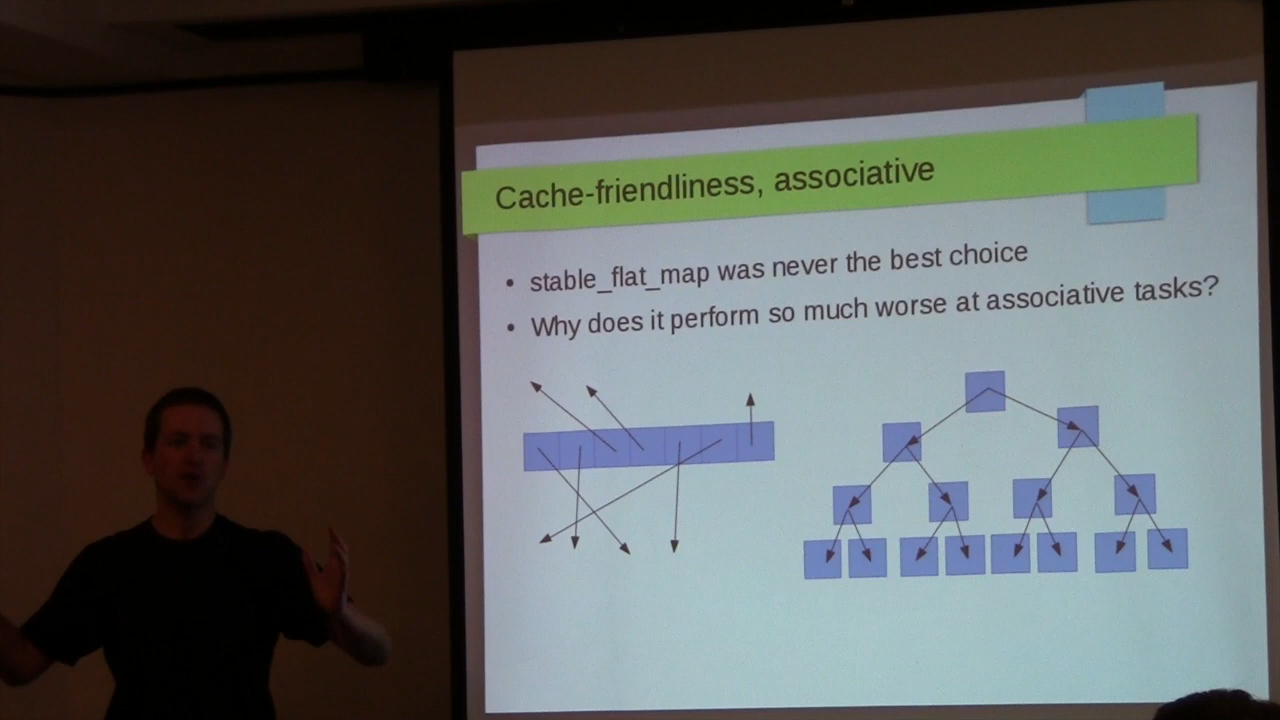 Cache-friendliness, associative
• stable_flat_map was never the best choice
• Why does it perform so much worse at associative tasks?